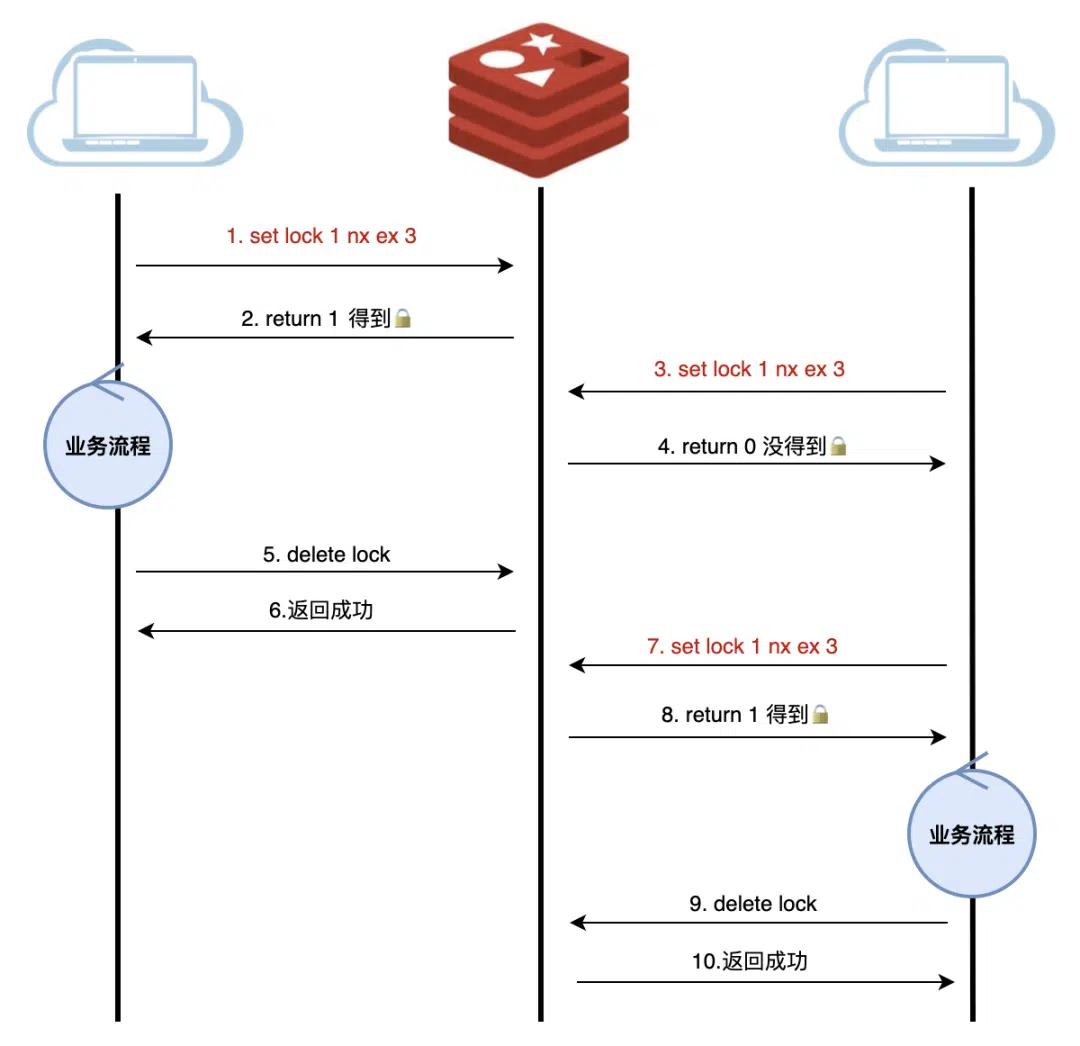 1. set lock 1 nx ex 3
2. return 1 得到🔒
3. set lock 1 nx ex 3
业务流程
4. return 0 没得到🔒
5. delete lock
6.返回成功
7. set lock 1 nx ex 3
8. return 1 得到🔒
业务流程
9. delete lock
10.返回成功